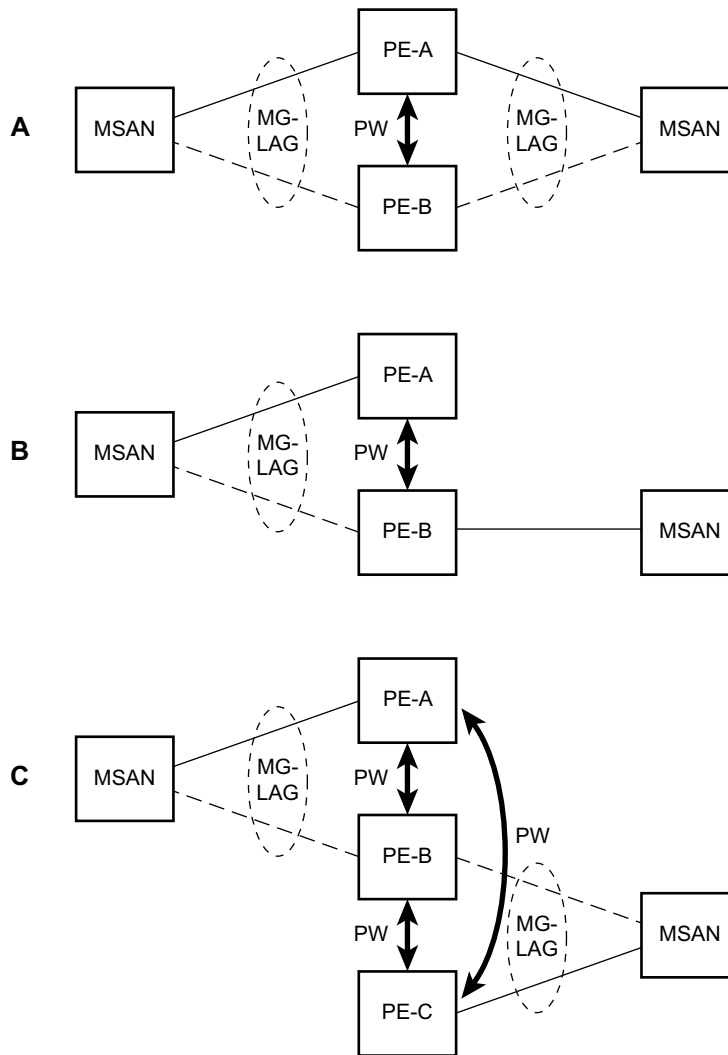 PE-A
A
MSAN
MG-
LAG
PW
MG-
LAG
MSAN
PE-B
PE-A
B
MSAN
MG-
LAG
PW
PE-B
MSAN
PE-A
C
MSAN
MG-
LAG
PW
PW
PE-B
PW
MG-
LAG
MSAN
PE-C